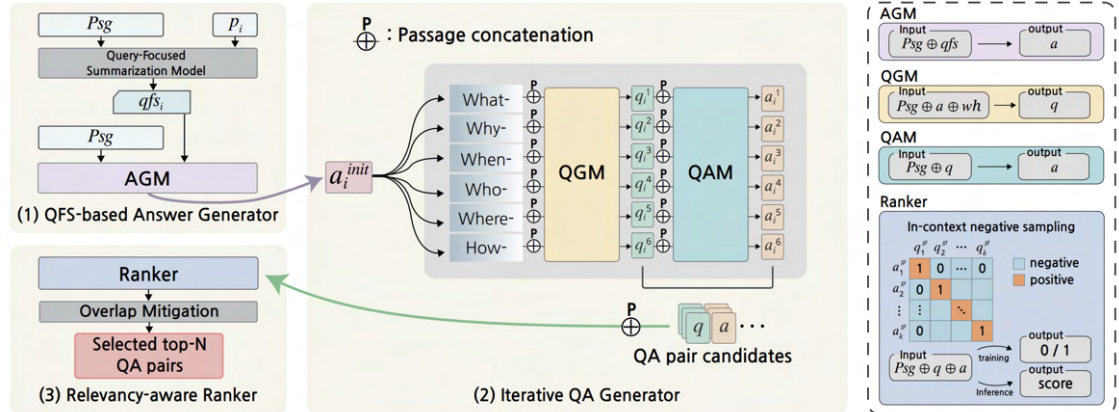 Psg
p_i
Query-Focused
Summarization Model
qfs_i
Psg
AGM
(1) QFS-based Answer Generator
Ranker
Overlap Mitigation
Selected top-N
QA pairs
(3) Relevancy-aware Ranker
P
⊕ : Passage concatenation
a_i^{init}
What-
Why-
When-
Who-
Where-
How-
P
⊕
P
⊕
P
⊕
P
⊕
P
⊕
P
⊕
QGM
q_i^1
q_i^2
q_i^3
q_i^4
q_i^5
q_i^6
P
⊕
P
⊕
P
⊕
P
⊕
P
⊕
P
⊕
QAM
a_i^1
a_i^2
a_i^3
a_i^4
a_i^5
a_i^6
P
⊕
q a ...
QA pair candidates
(2) Iterative QA Generator
AGM
Input
Psg ⊕ qfs
output
a
QGM
Input
Psg ⊕ a ⊕ wh
output
q
QAM
Input
Psg ⊕ q
output
a
Ranker
In-context negative sampling
q_1^{gt} q_2^{gt} ... q_k^{gt}
a_1^{gt} 1 0 ... 0
a_2^{gt} 0 1
⋮ ⋮ ⋱
a_k^{gt} 0 1
negative
positive
Input
Psg ⊕ q ⊕ a
training
output
0 / 1
Inference
output
score